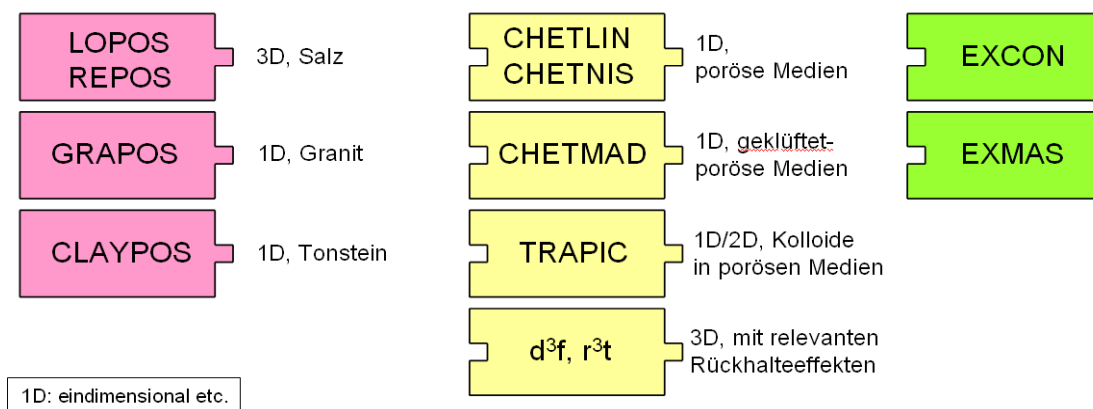 LOPOS
REPOS
3D, Salz
GRAPOS
1D, Granit
CLAYPOS
1D, Tonstein
CHETLIN
CHETNIS
1D,
poröse Medien
CHETMAD
1D, geklüftet-
poröse Medien
TRAPIC
1D/2D, Kolloide
in porösen Medien
d³f, r³t
3D, mit relevanten
Rückhalteeffekten
EXCON
EXMAS
1D: eindimensional etc.